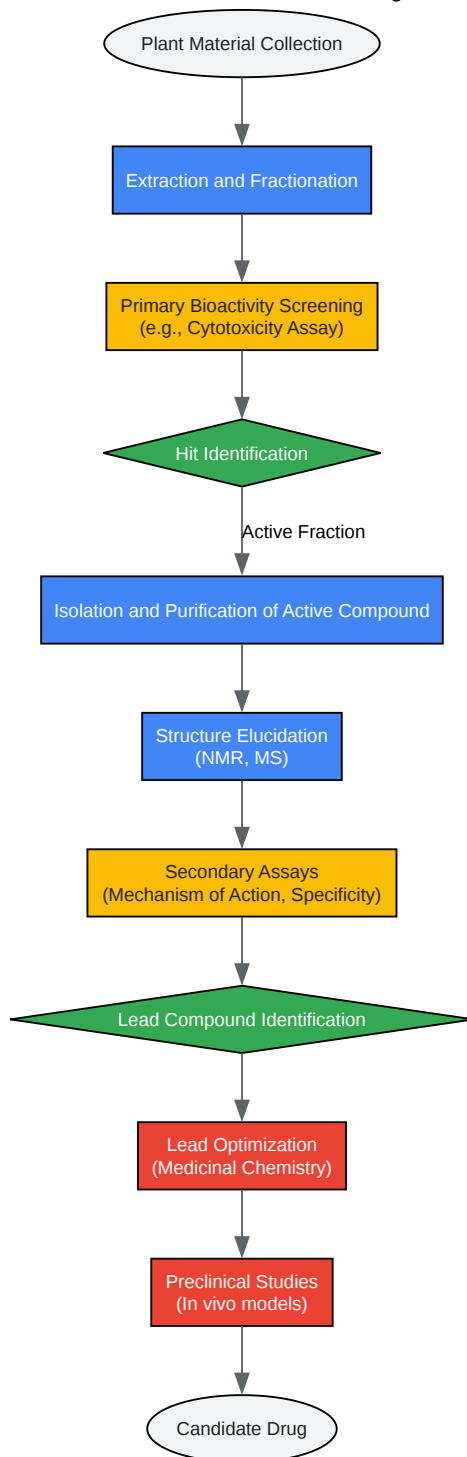 Plant Material Collection
Extraction and Fractionation
Primary Bioactivity Screening
(e.g., Cytotoxicity Assay)
Hit Identification
Active Fraction
Isolation and Purification of Active Compound
Structure Elucidation
(NMR, MS)
Secondary Assays
(Mechanism of Action, Specificity)
Lead Compound Identification
Lead Optimization
(Medicinal Chemistry)
Preclinical Studies
(In vivo models)
Candidate Drug